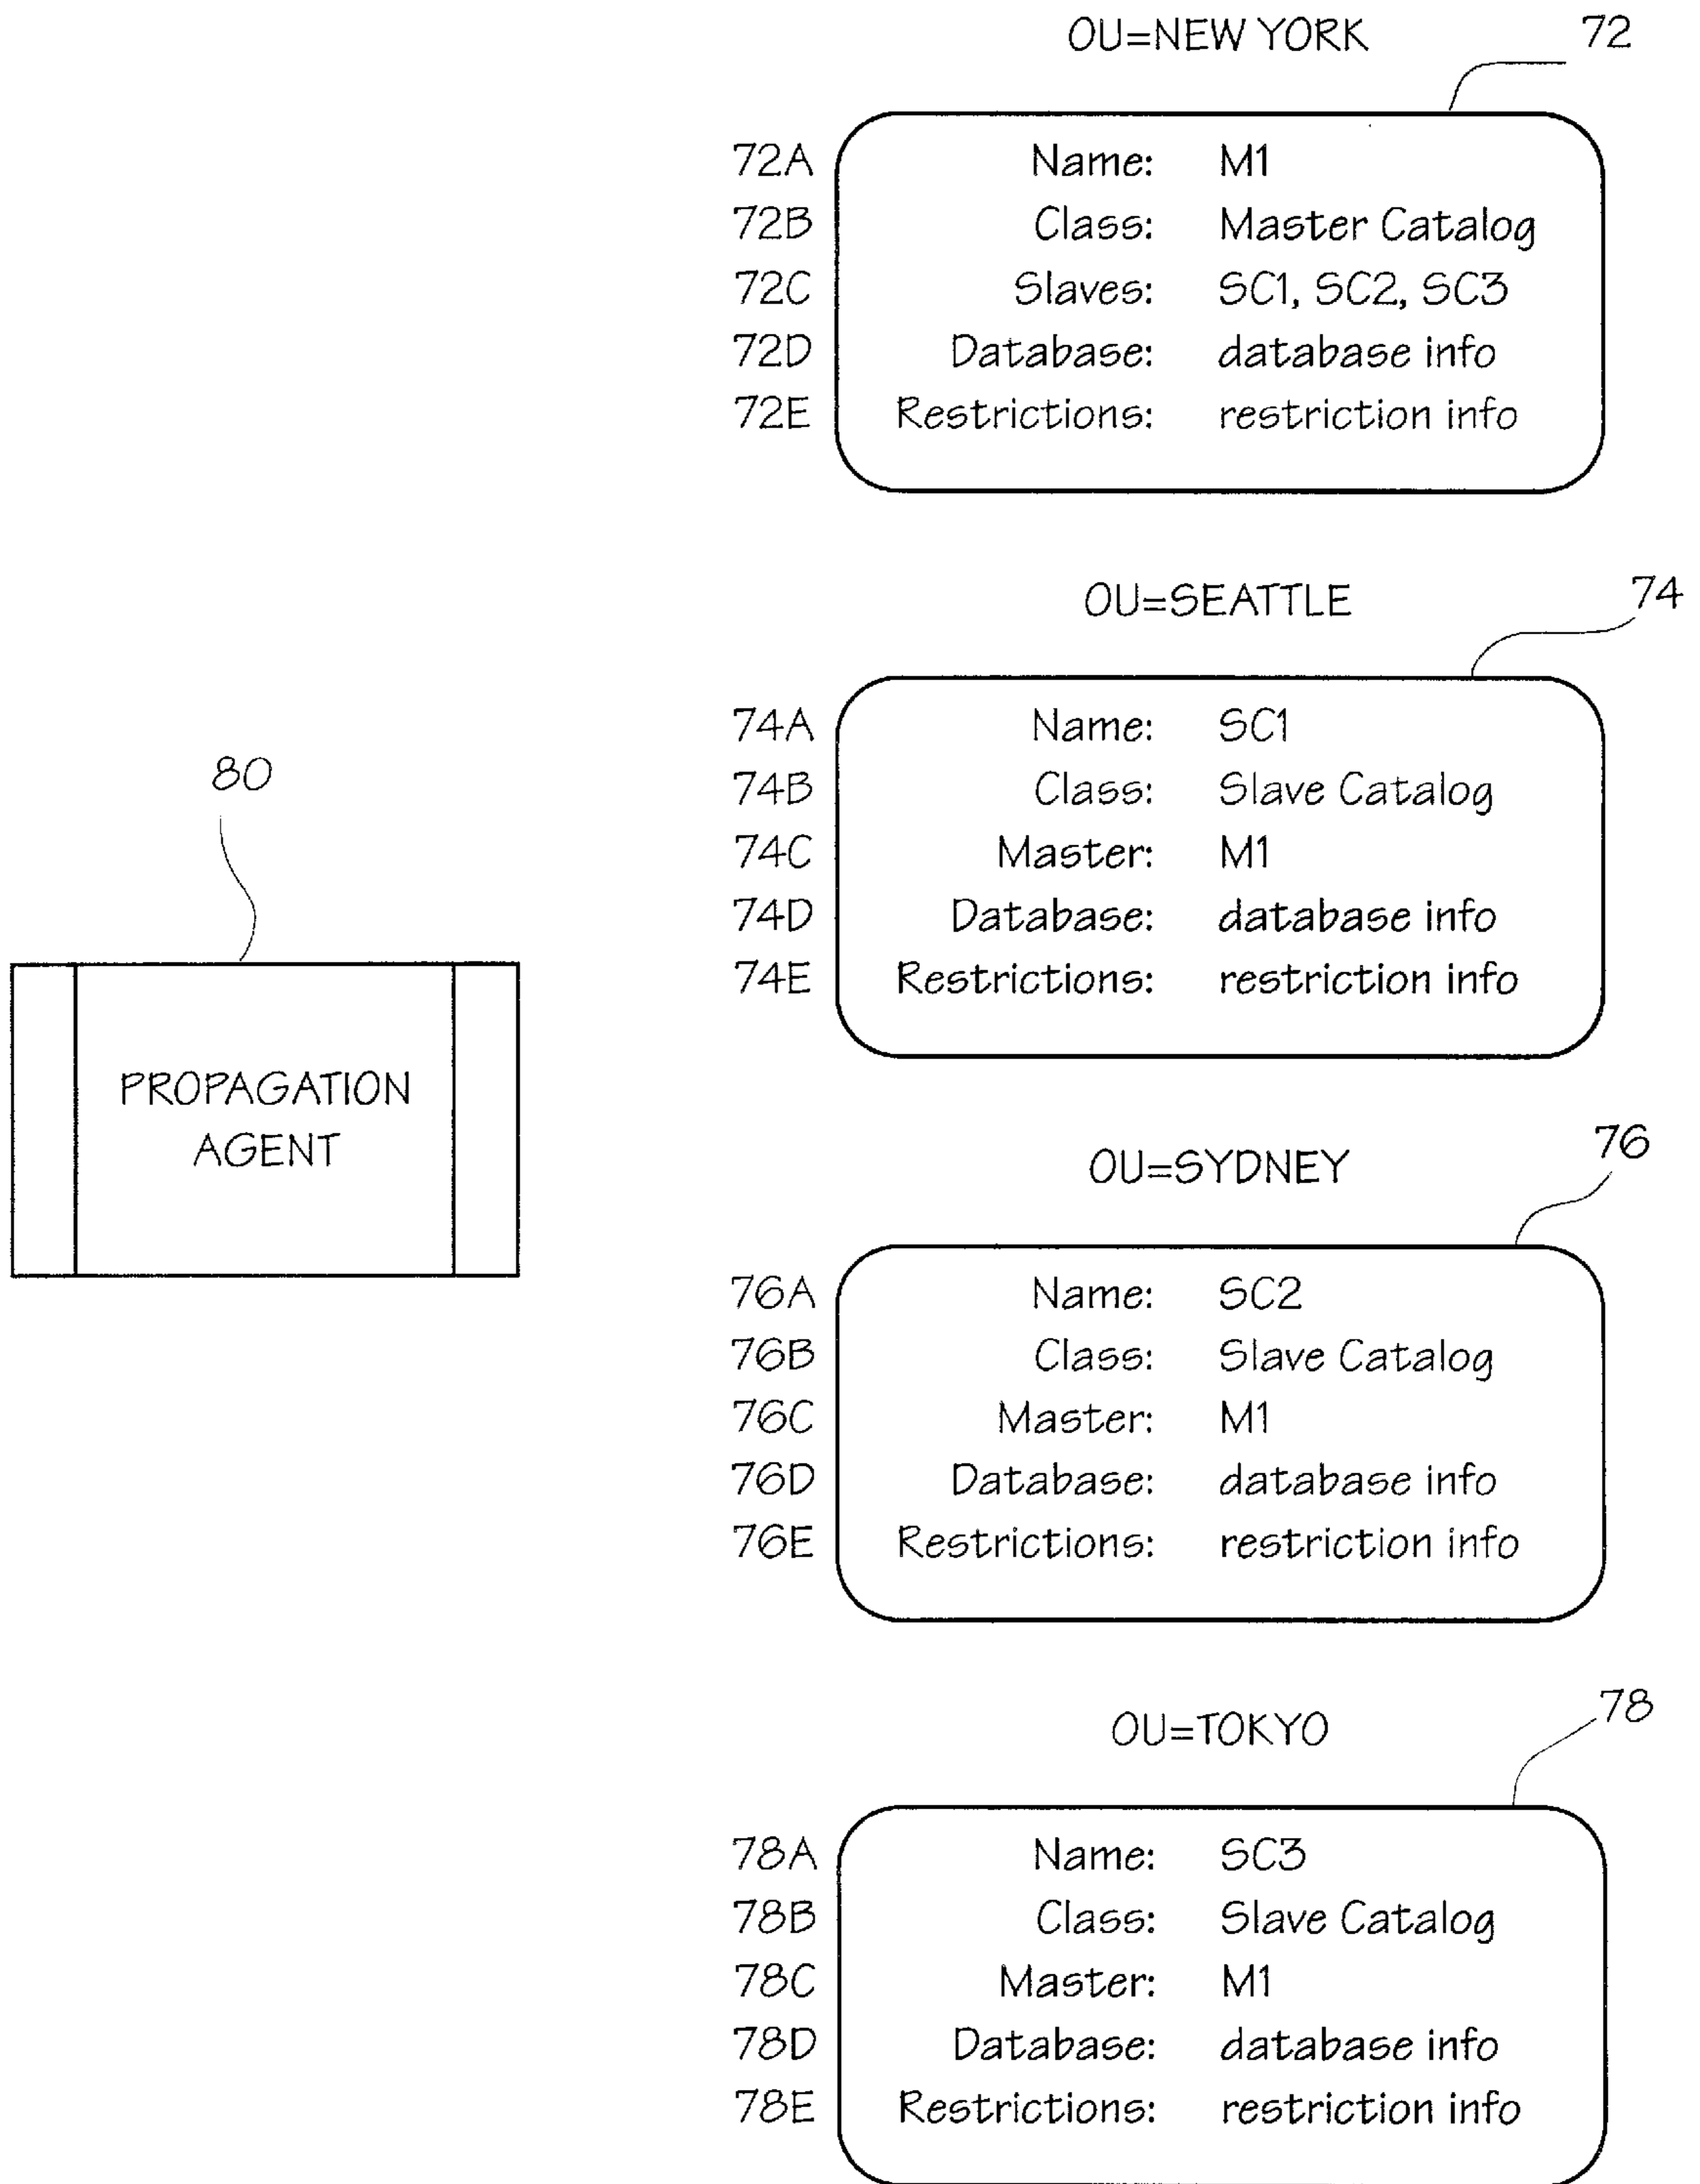 OU=NEW YORK 72
72A Name: M1
72B Class: Master Catalog
72C Slaves: SC1, SC2, SC3
72D Database: database info
72E Restrictions: restriction info
OU=SEATTLE 74
74A Name: SC1
74B Class: Slave Catalog
74C Master: M1
74D Database: database info
74E Restrictions: restriction info
80
PROPAGATION
AGENT
OU=SYDNEY 76
76A Name: SC2
76B Class: Slave Catalog
76C Master: M1
76D Database: database info
76E Restrictions: restriction info
OU=TOKYO 78
78A Name: SC3
78B Class: Slave Catalog
78C Master: M1
78D Database: database info
78E Restrictions: restriction info